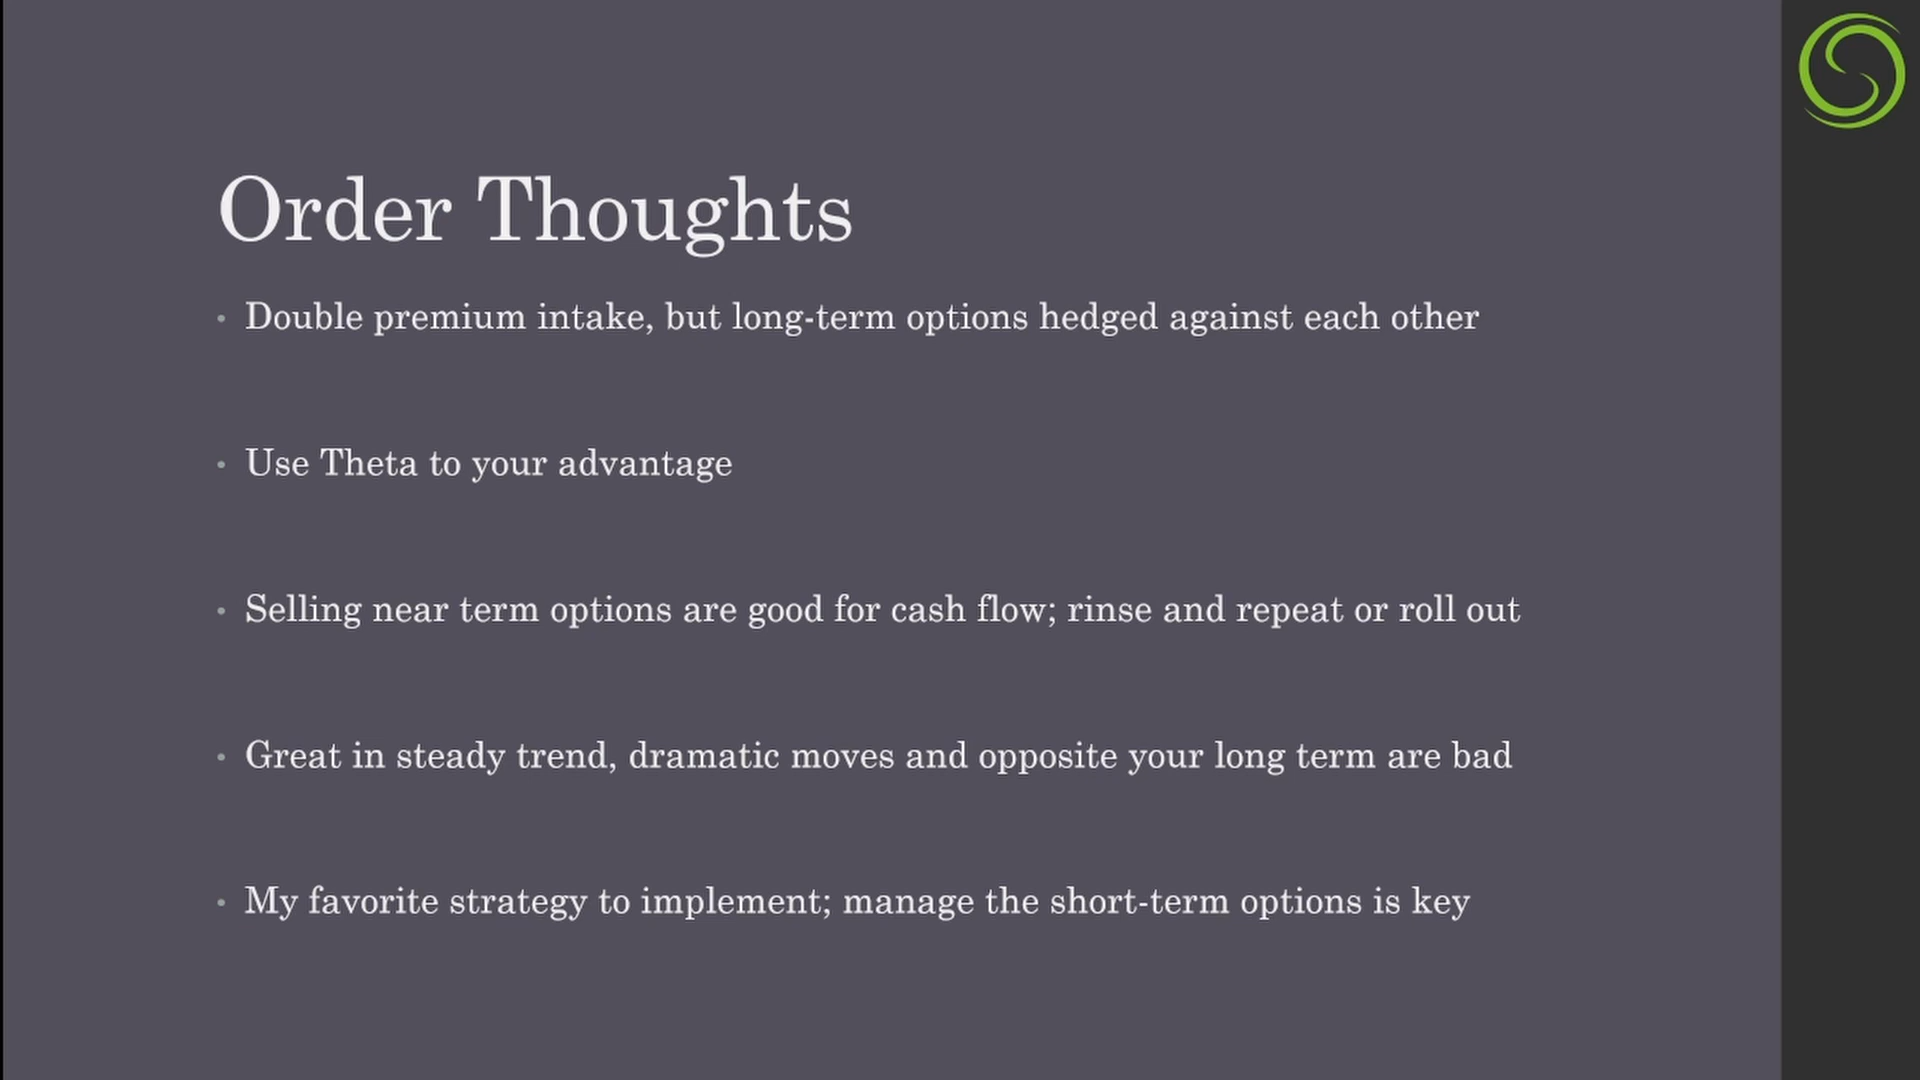 Order Thoughts
• Double premium intake, but long-term options hedged against each other
• Use Theta to your advantage
• Selling near term options are good for cash flow; rinse and repeat or roll out
• Great in steady trend, dramatic moves and opposite your long term are bad
• My favorite strategy to implement; manage the short-term options is key